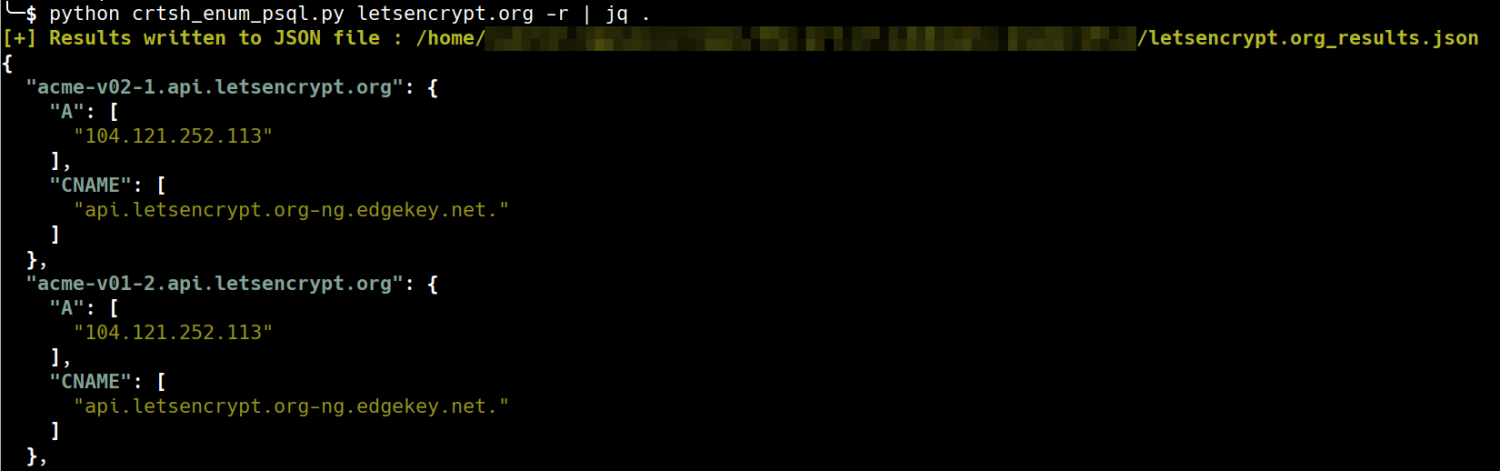 $ python crtsh_enum_psql.py letsencrypt.org -r | jq .
[+] Results written to JSON file : /home/ /letsencrypt.org_results.json
{
  "acme-v02-1.api.letsencrypt.org": {
    "A": [
      "104.121.252.113"
    ],
    "CNAME": [
      "api.letsencrypt.org-ng.edgekey.net."
    ]
  },
  "acme-v01-2.api.letsencrypt.org": {
    "A": [
      "104.121.252.113"
    ],
    "CNAME": [
      "api.letsencrypt.org-ng.edgekey.net."
    ]
  },